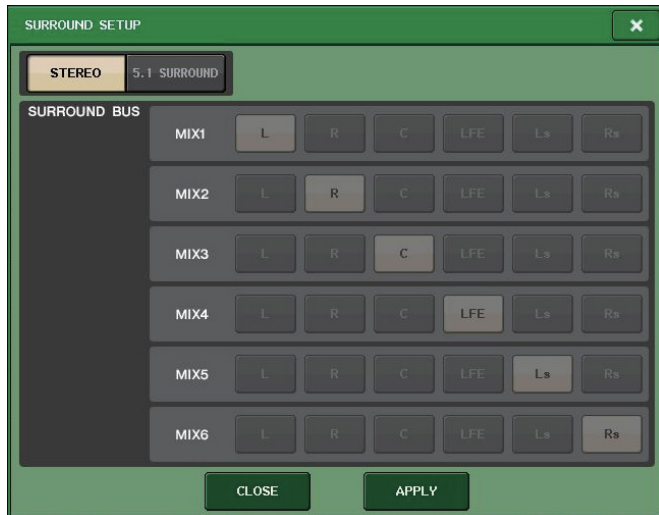 SURROUND SETUP
×
STEREO 5.1 SURROUND
SURROUND BUS
MIX1 L R C LFE Ls Rs
MIX2 L R C LFE Ls Rs
MIX3 L R C LFE Ls Rs
MIX4 L R C LFE Ls Rs
MIX5 L R C LFE Ls Rs
MIX6 L R C LFE Ls Rs
CLOSE APPLY